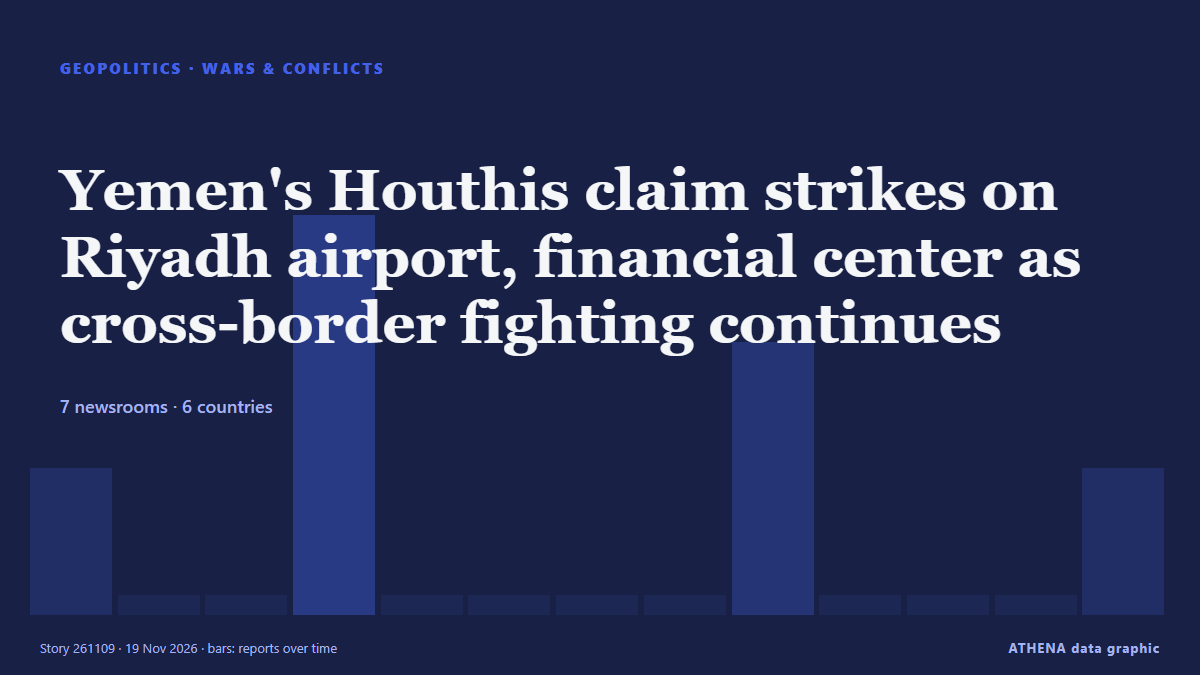 GEOPOLITICS · WARS & CONFLICTS
Yemen's Houthis claim strikes on
Riyadh airport, financial center as
cross-border fighting continues
7 newsrooms · 6 countries
Story 261109 · 19 Nov 2026 · bars: reports over time
ATHENA data graphic